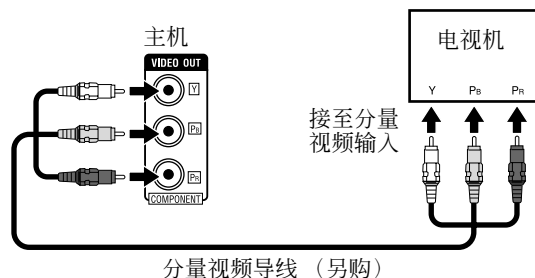 主机
VIDEO OUT
Y
PB
PR
COMPONENT
电视机
Y PB PR
接至分量
视频输入
分量视频导线 （另购）